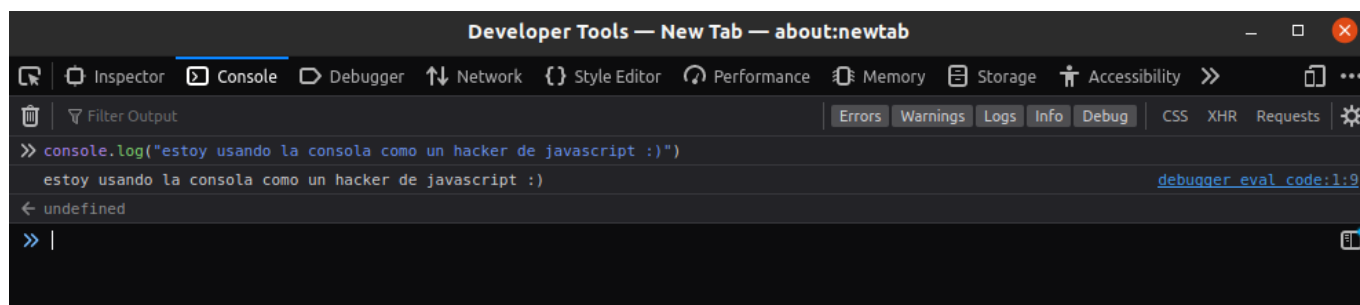 Developer Tools — New Tab — about:newtab
Inspector Console Debugger Network {} Style Editor Performance Memory Storage Accessibility
Filter Output Errors Warnings Logs Info Debug CSS XHR Requests
>> console.log("estoy usando la consola como un hacker de javascript :)")
estoy usando la consola como un hacker de javascript :) debugger eval code:1:9
← undefined
>>